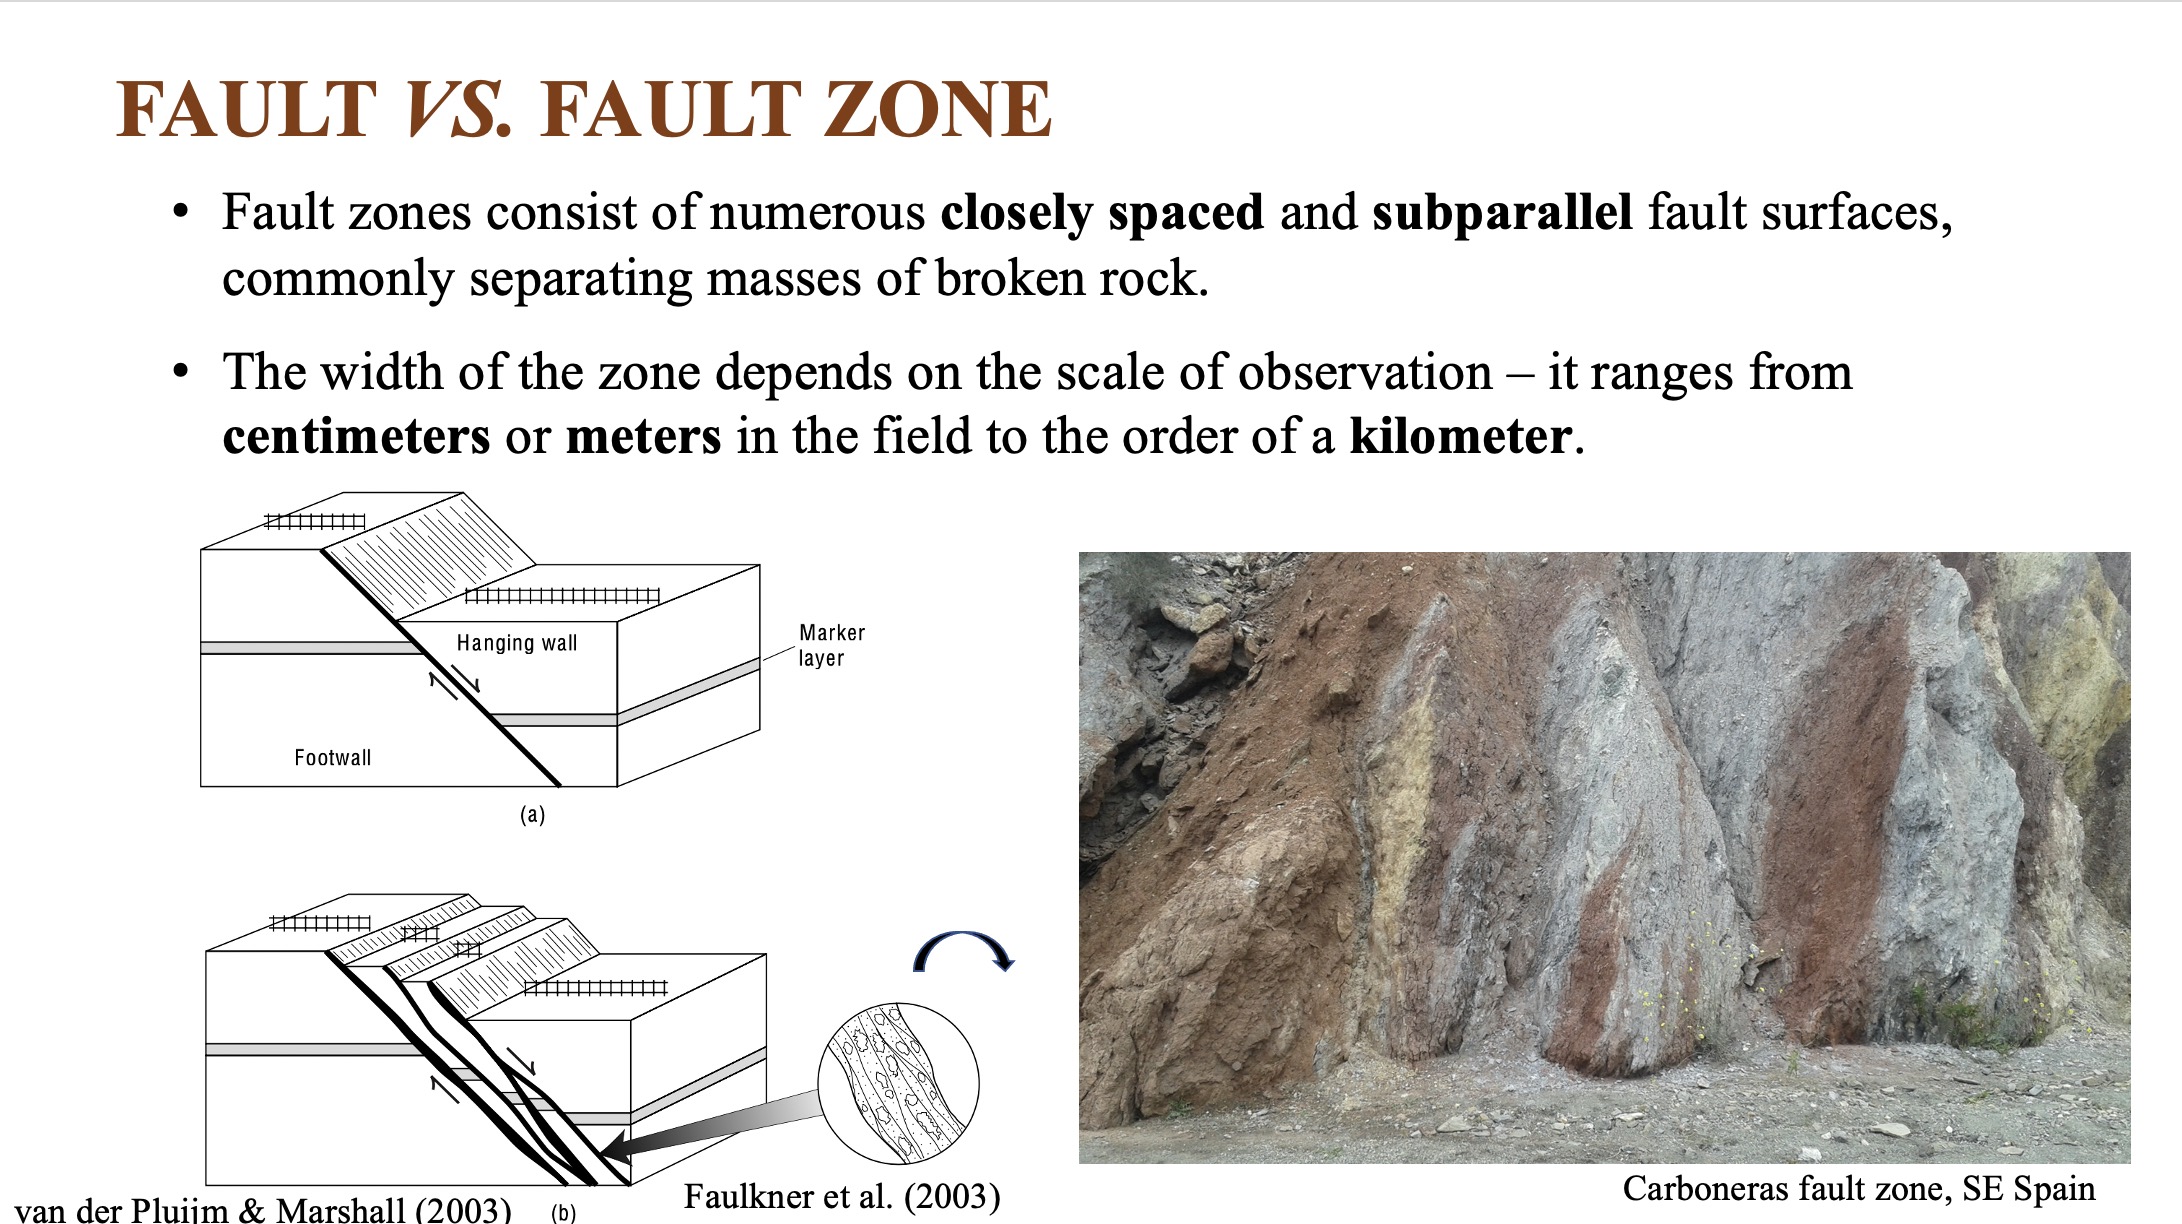 FAULT VS. FAULT ZONE
• Fault zones consist of numerous closely spaced and subparallel fault surfaces,
commonly separating masses of broken rock.
• The width of the zone depends on the scale of observation – it ranges from
centimeters or meters in the field to the order of a kilometer.
Hanging wall
Marker
layer
Footwall
(a)
(b)
van der Pluijm & Marshall (2003)
Faulkner et al. (2003)
Carboneras fault zone, SE Spain